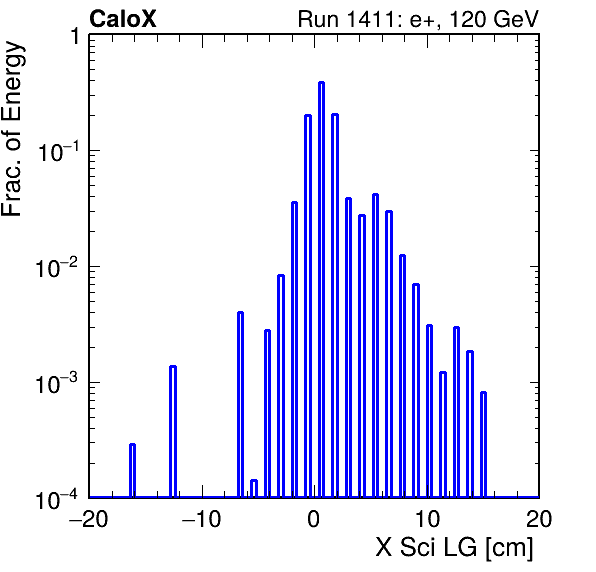 CaloX
Run 1411: e+, 120 GeV
Frac. of Energy
1
10⁻¹
10⁻²
10⁻³
10⁻⁴
−20 −10 0 10 20
X Sci LG [cm]